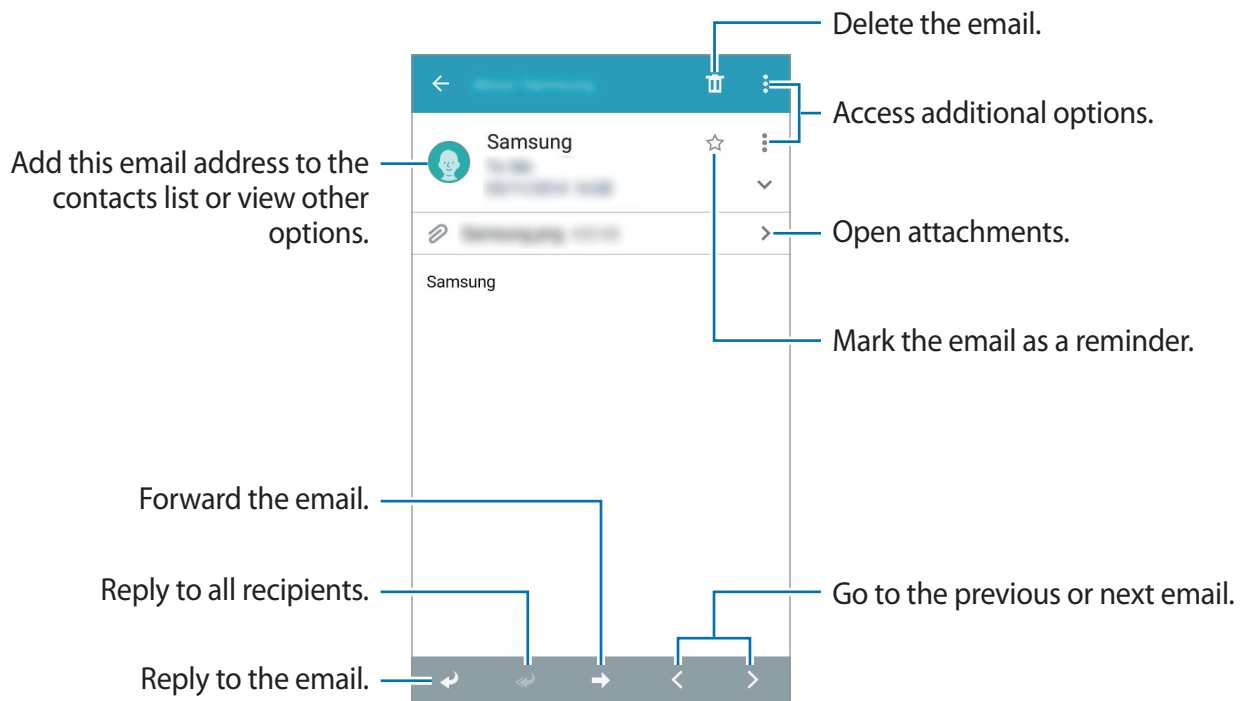 Delete the email.
Access additional options.
Samsung
Add this email address to the
contacts list or view other
options.
Open attachments.
Samsung
Mark the email as a reminder.
Forward the email.
Reply to all recipients.
Go to the previous or next email.
Reply to the email.